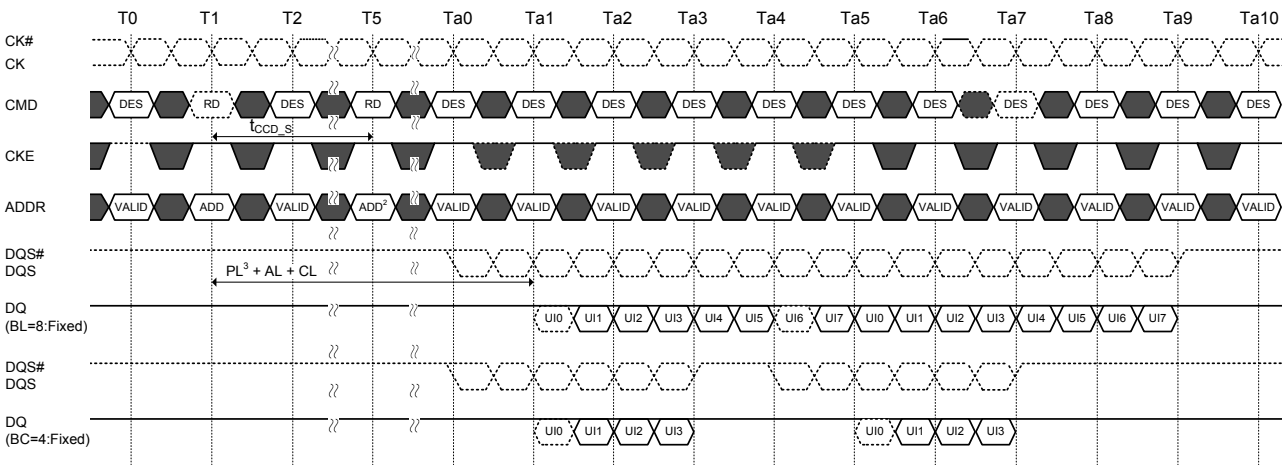 T0 T1 T2 T5 Ta0 Ta1 Ta2 Ta3 Ta4 Ta5 Ta6 Ta7 Ta8 Ta9 Ta10
CK#
CK
CMD DES RD DES RD DES DES DES DES DES DES DES DES DES DES DES
tCCD_S
CKE
ADDR VALID ADD VALID ADD² VALID VALID VALID VALID VALID VALID VALID VALID VALID VALID VALID
DQS#
DQS
PL³ + AL + CL
DQ
(BL=8:Fixed)
UI0 UI1 UI2 UI3 UI4 UI5 UI6 UI7 UI0 UI1 UI2 UI3 UI4 UI5 UI6 UI7
DQS#
DQS
DQ
(BC=4:Fixed)
UI0 UI1 UI2 UI3 UI0 UI1 UI2 UI3